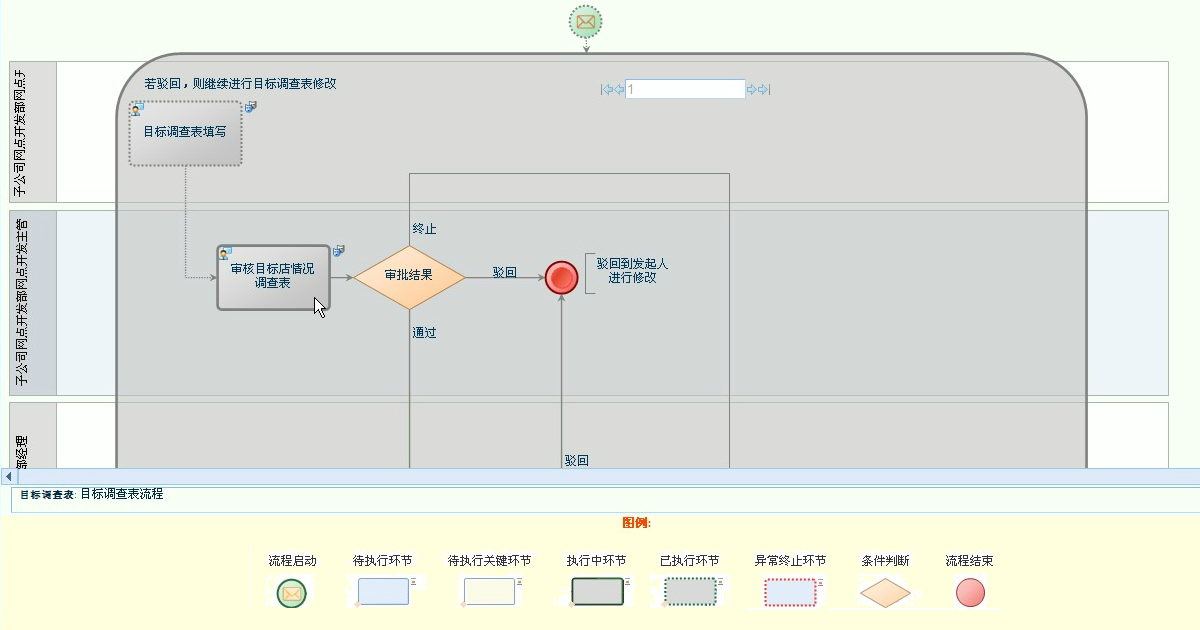 若驳回，则继续进行目标调查表修改
1
子公司网点开发部网点开
目标调查表填写
子公司网点开发部网点开发主管
终止
审核目标店情况
调查表
审批结果
驳回
驳回到发起人
进行修改
通过
部经理
驳回
目标调查表: 目标调查表流程
图例:
流程启动
待执行环节
待执行关键环节
执行中环节
已执行环节
异常终止环节
条件判断
流程结束